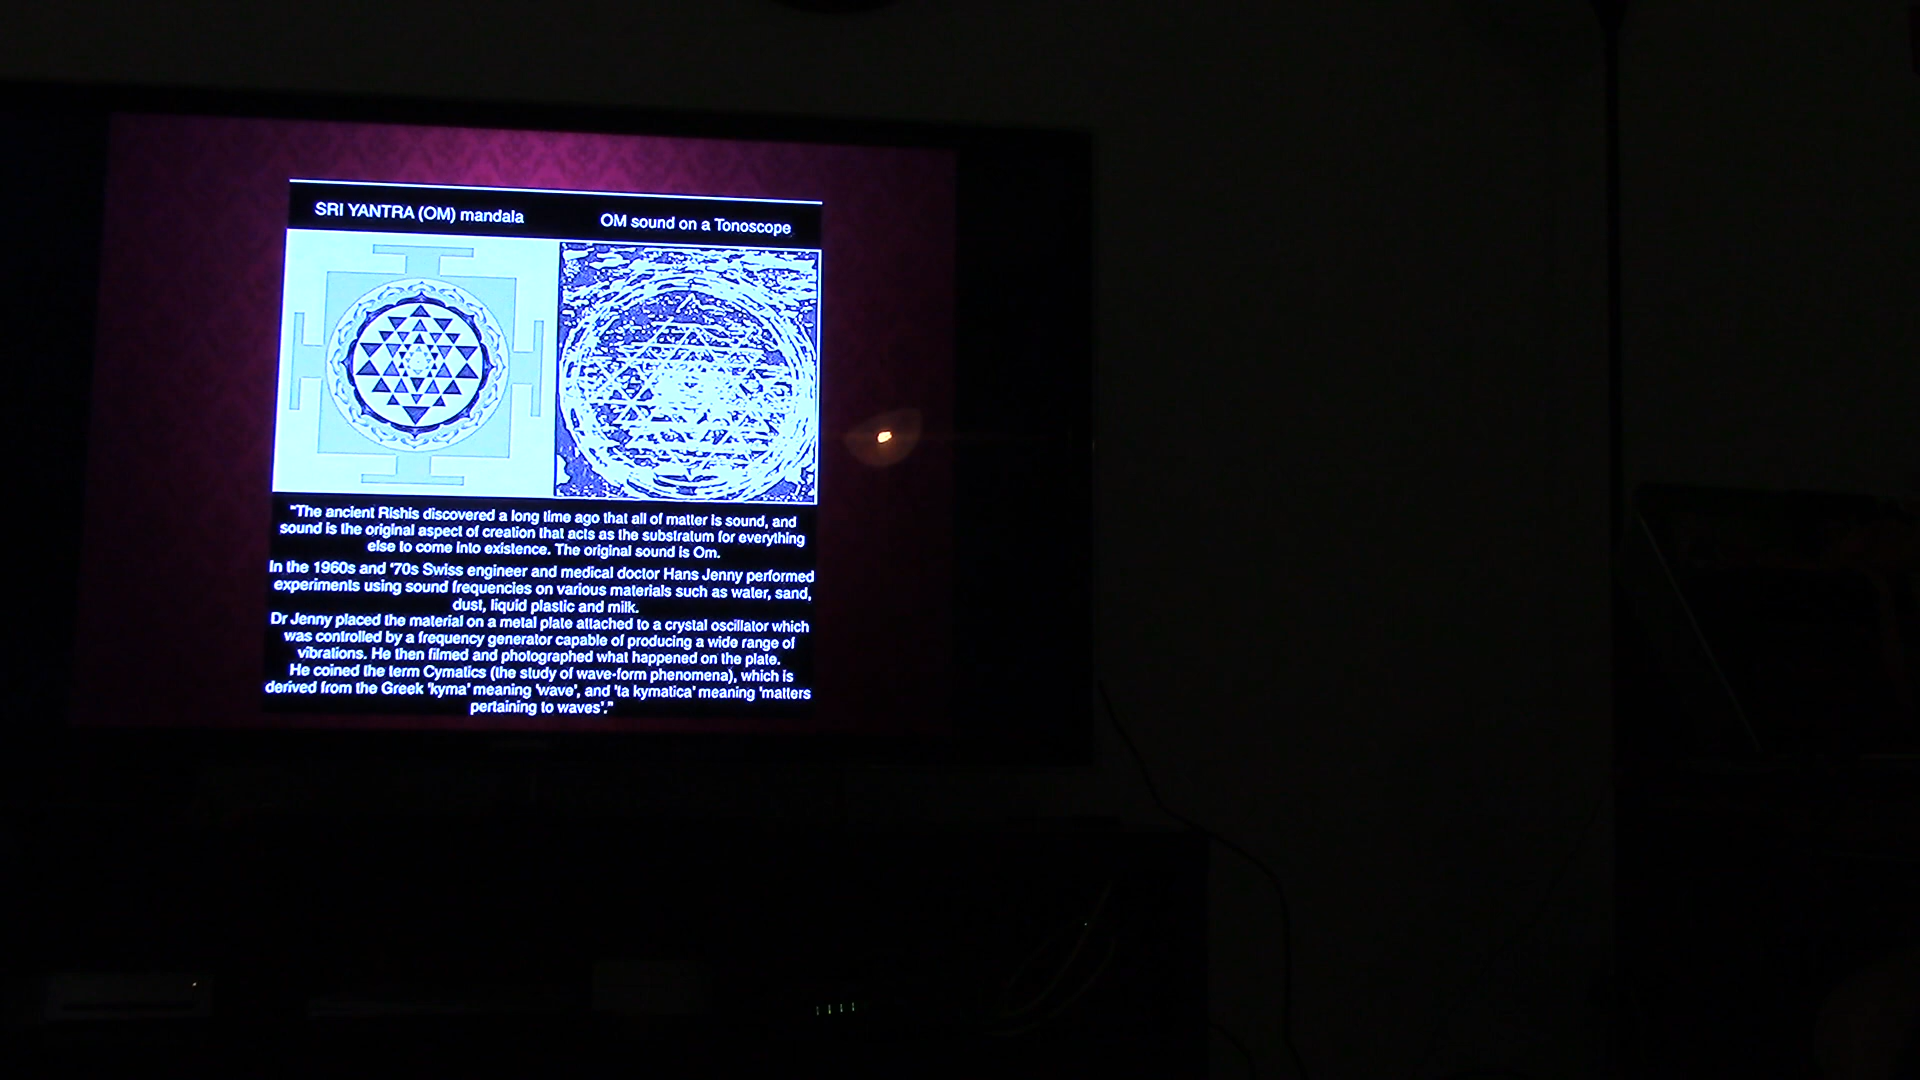 SRI YANTRA (OM) mandala
OM sound on a Tonoscope
"The ancient Rishis discovered a long time ago that all of matter is sound, and
sound is the original aspect of creation that acts as the substratum for everything
else to come into existence. The original sound is Om.
In the 1960s and '70s Swiss engineer and medical doctor Hans Jenny performed
experiments using sound frequencies on various materials such as water, sand,
dust, liquid plastic and milk.
Dr Jenny placed the material on a metal plate attached to a crystal oscillator which
was controlled by a frequency generator capable of producing a wide range of
vibrations. He then filmed and photographed what happened on the plate.
He coined the term Cymatics (the study of wave-form phenomena), which is
derived from the Greek 'kyma' meaning 'wave', and 'ta kymatica' meaning 'matters
pertaining to waves'."